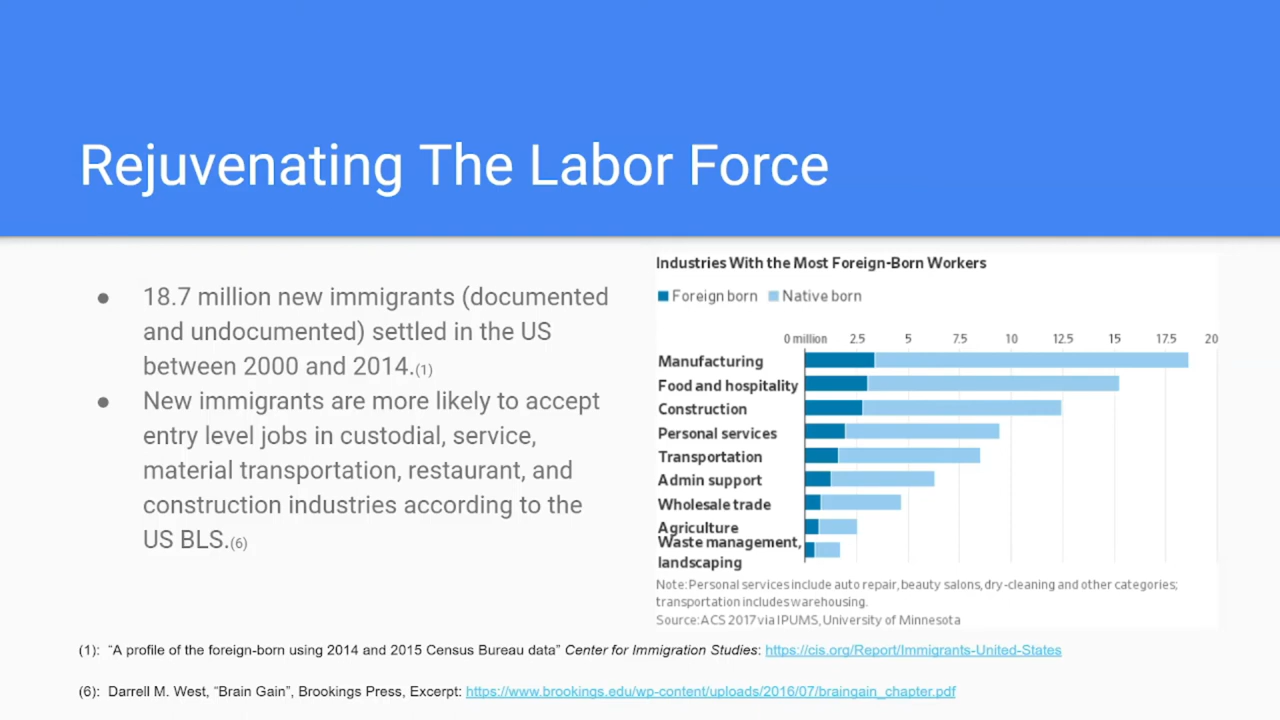 Rejuvenating The Labor Force
● 18.7 million new immigrants (documented
and undocumented) settled in the US
between 2000 and 2014.(1)
● New immigrants are more likely to accept
entry level jobs in custodial, service,
material transportation, restaurant, and
construction industries according to the
US BLS.(6)
Industries With the Most Foreign-Born Workers
Foreign born Native born
0 million 2.5 5 7.5 10 12.5 15 17.5 20
Manufacturing
Food and hospitality
Construction
Personal services
Transportation
Admin support
Wholesale trade
Agriculture
Waste management,
landscaping
Note: Personal services include auto repair, beauty salons, dry-cleaning and other categories;
transportation includes warehousing.
Source: ACS 2017 via IPUMS, University of Minnesota
(1): “A profile of the foreign-born using 2014 and 2015 Census Bureau data” Center for Immigration Studies: https://cis.org/Report/Immigrants-United-States
(6): Darrell M. West, “Brain Gain”, Brookings Press, Excerpt: https://www.brookings.edu/wp-content/uploads/2016/07/braingain_chapter.pdf